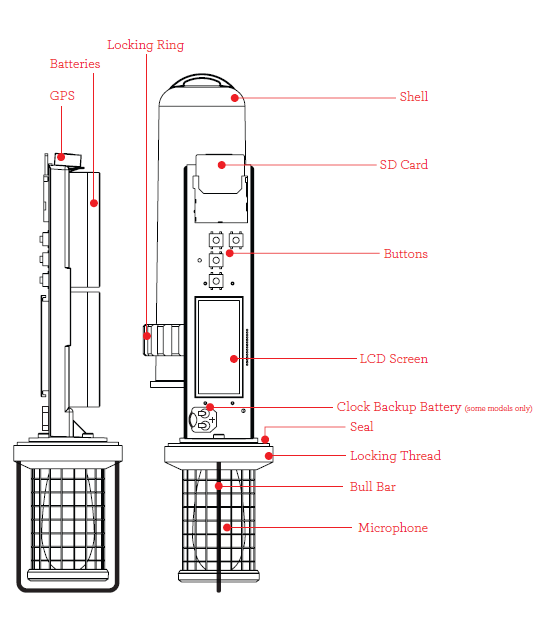 Locking Ring
Batteries
GPS
Shell
SD Card
Buttons
LCD Screen
Clock Backup Battery (some models only)
Seal
Locking Thread
Bull Bar
Microphone